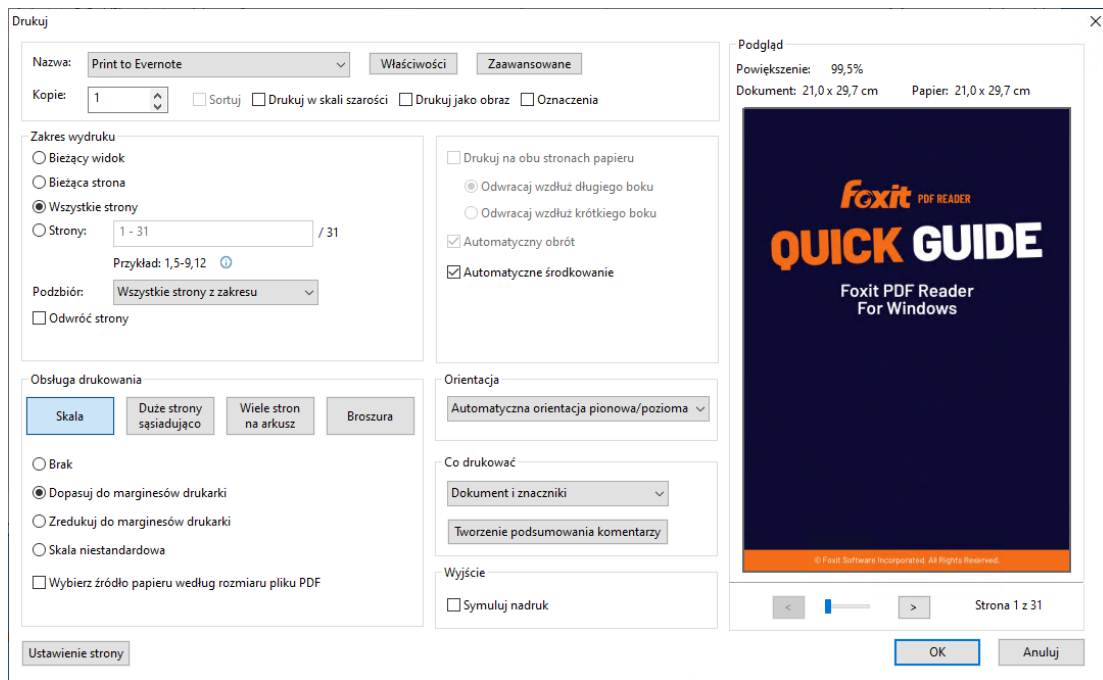 Drukuj
Nazwa: Print to Evernote Właściwości Zaawansowane
Kopie: 1 Sortuj Drukuj w skali szarości Drukuj jako obraz Oznaczenia
Zakres wydruku
Bieżący widok
Bieżąca strona
Wszystkie strony
Strony: 1 - 31 / 31
Przykład: 1,5-9,12
Podzbiór: Wszystkie strony z zakresu
Odwróć strony
Drukuj na obu stronach papieru
Odwracaj wzdłuż długiego boku
Odwracaj wzdłuż krótkiego boku
Automatyczny obrót
Automatyczne środkowanie
Obsługa drukowania
Skala
Duże strony
sąsiadująco
Wiele stron
na arkusz
Broszura
Brak
Dopasuj do marginesów drukarki
Zredukuj do marginesów drukarki
Skala niestandardowa
Wybierz źródło papieru według rozmiaru pliku PDF
Orientacja
Automatyczna orientacja pionowa/pozioma
Co drukować
Dokument i znaczniki
Tworzenie podsumowania komentarzy
Wyjście
Symuluj nadruk
Podgląd
Powiększenie: 99,5%
Dokument: 21,0 x 29,7 cm Papier: 21,0 x 29,7 cm
Foxit PDF READER
QUICK GUIDE
Foxit PDF Reader
For Windows
© Foxit Software Incorporated. All Rights Reserved.
< > Strona 1 z 31
Ustawienie strony
OK Anuluj